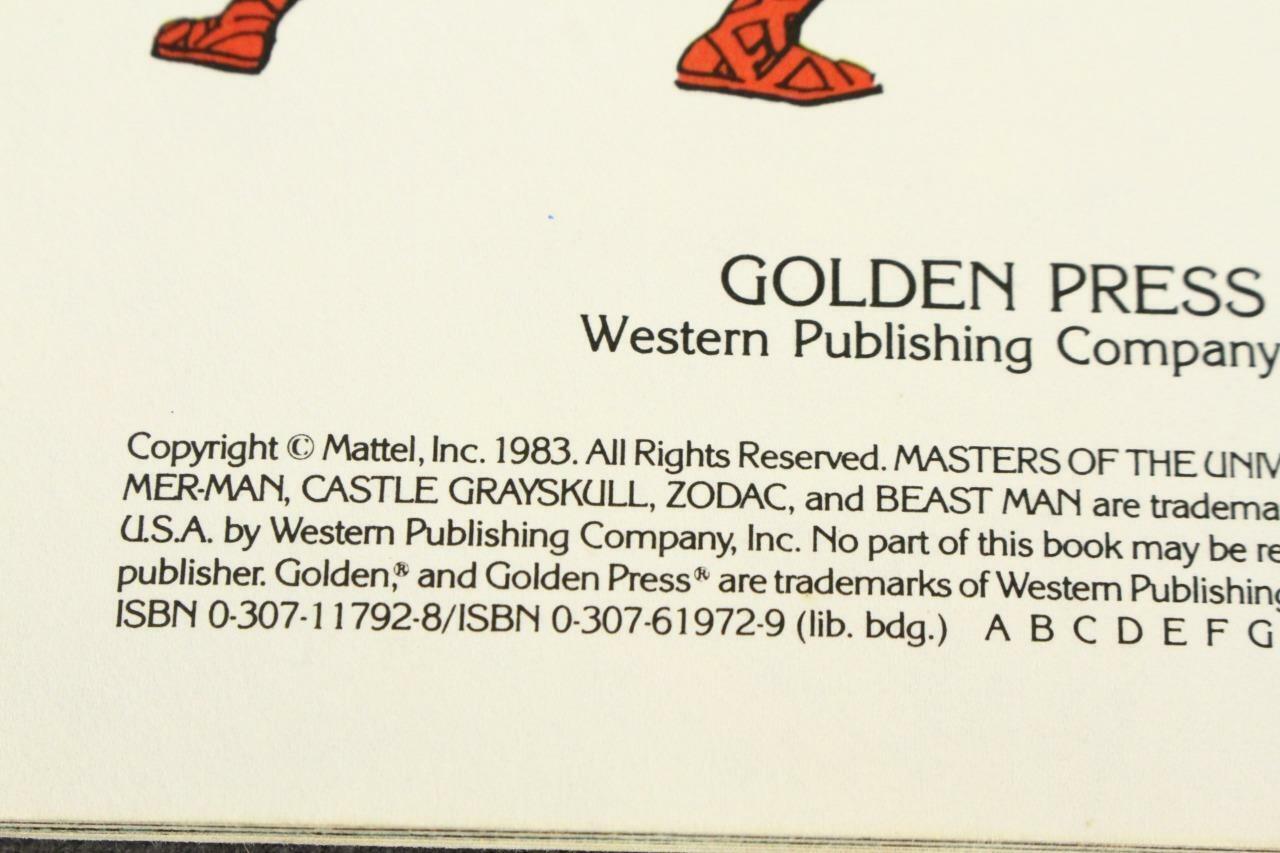 GOLDEN PRESS
Western Publishing Company
Copyright © Mattel, Inc. 1983. All Rights Reserved. MASTERS OF THE
MER-MAN, CASTLE GRAYSKULL, ZODAC, and BEAST MAN are
U.S.A. by Western Publishing Company, Inc. No part of this book may be
publisher. Golden,® and Golden Press® are trademarks of Western Publishing
ISBN 0-307-11792-8/ISBN 0-307-61972-9 (lib. bdg.) A B C D E F G